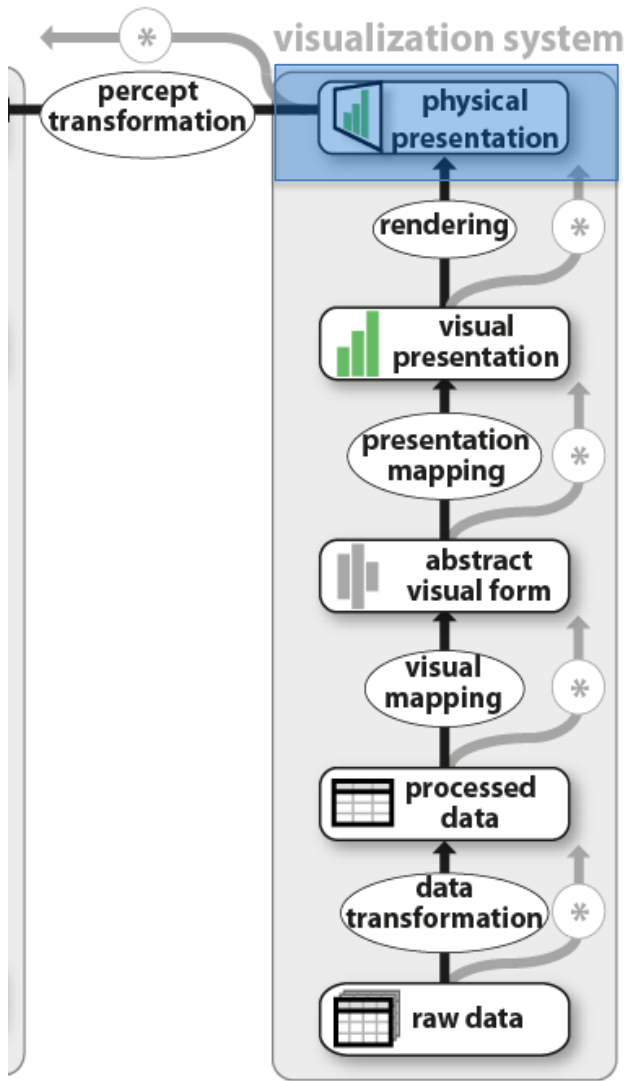 *
visualization system
percept
transformation
physical
presentation
rendering
*
visual
presentation
presentation
mapping
*
abstract
visual form
visual
mapping
*
processed
data
data
transformation
*
raw data